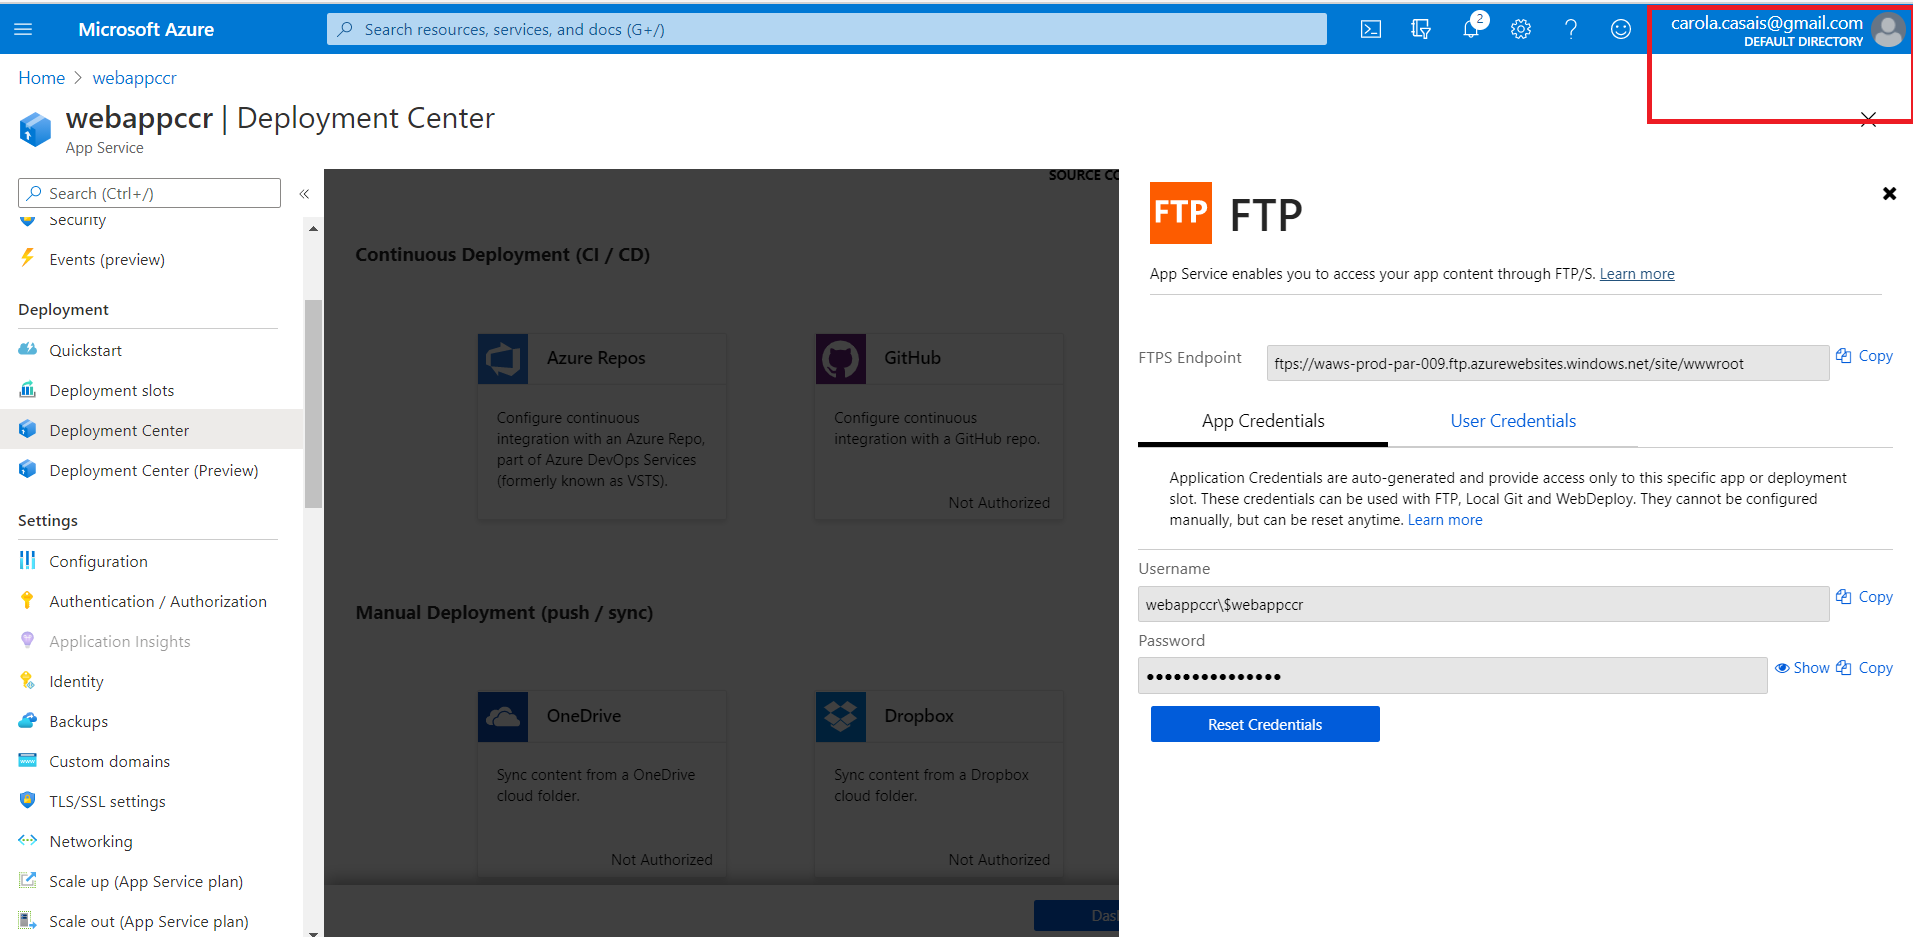 Microsoft Azure
Search resources, services, and docs (G+/)
2
carola.casais@gmail.com
DEFAULT DIRECTORY
Home > webappccr
webappccr | Deployment Center
App Service
Search (Ctrl+/)
«
Security
Events (preview)
Deployment
Quickstart
Deployment slots
Deployment Center
Deployment Center (Preview)
Settings
Configuration
Authentication / Authorization
Application Insights
Identity
Backups
Custom domains
TLS/SSL settings
Networking
Scale up (App Service plan)
Scale out (App Service plan)
SOURCE CO
Continuous Deployment (CI / CD)
Azure Repos
Configure continuous
integration with an Azure Repo,
part of Azure DevOps Services
(formerly known as VSTS).
GitHub
Configure continuous
integration with a GitHub repo.
Not Authorized
Manual Deployment (push / sync)
OneDrive
Sync content from a OneDrive
cloud folder.
Not Authorized
Dropbox
Sync content from a Dropbox
cloud folder.
Not Authorized
Das
FTP FTP
App Service enables you to access your app content through FTP/S. Learn more
FTPS Endpoint
ftps://waws-prod-par-009.ftp.azurewebsites.windows.net/site/wwwroot
Copy
App Credentials
User Credentials
Application Credentials are auto-generated and provide access only to this specific app or deployment
slot. These credentials can be used with FTP, Local Git and WebDeploy. They cannot be configured
manually, but can be reset anytime. Learn more
Username
webappccr\$webappccr
Copy
Password
•••••••••••••••
Show Copy
Reset Credentials